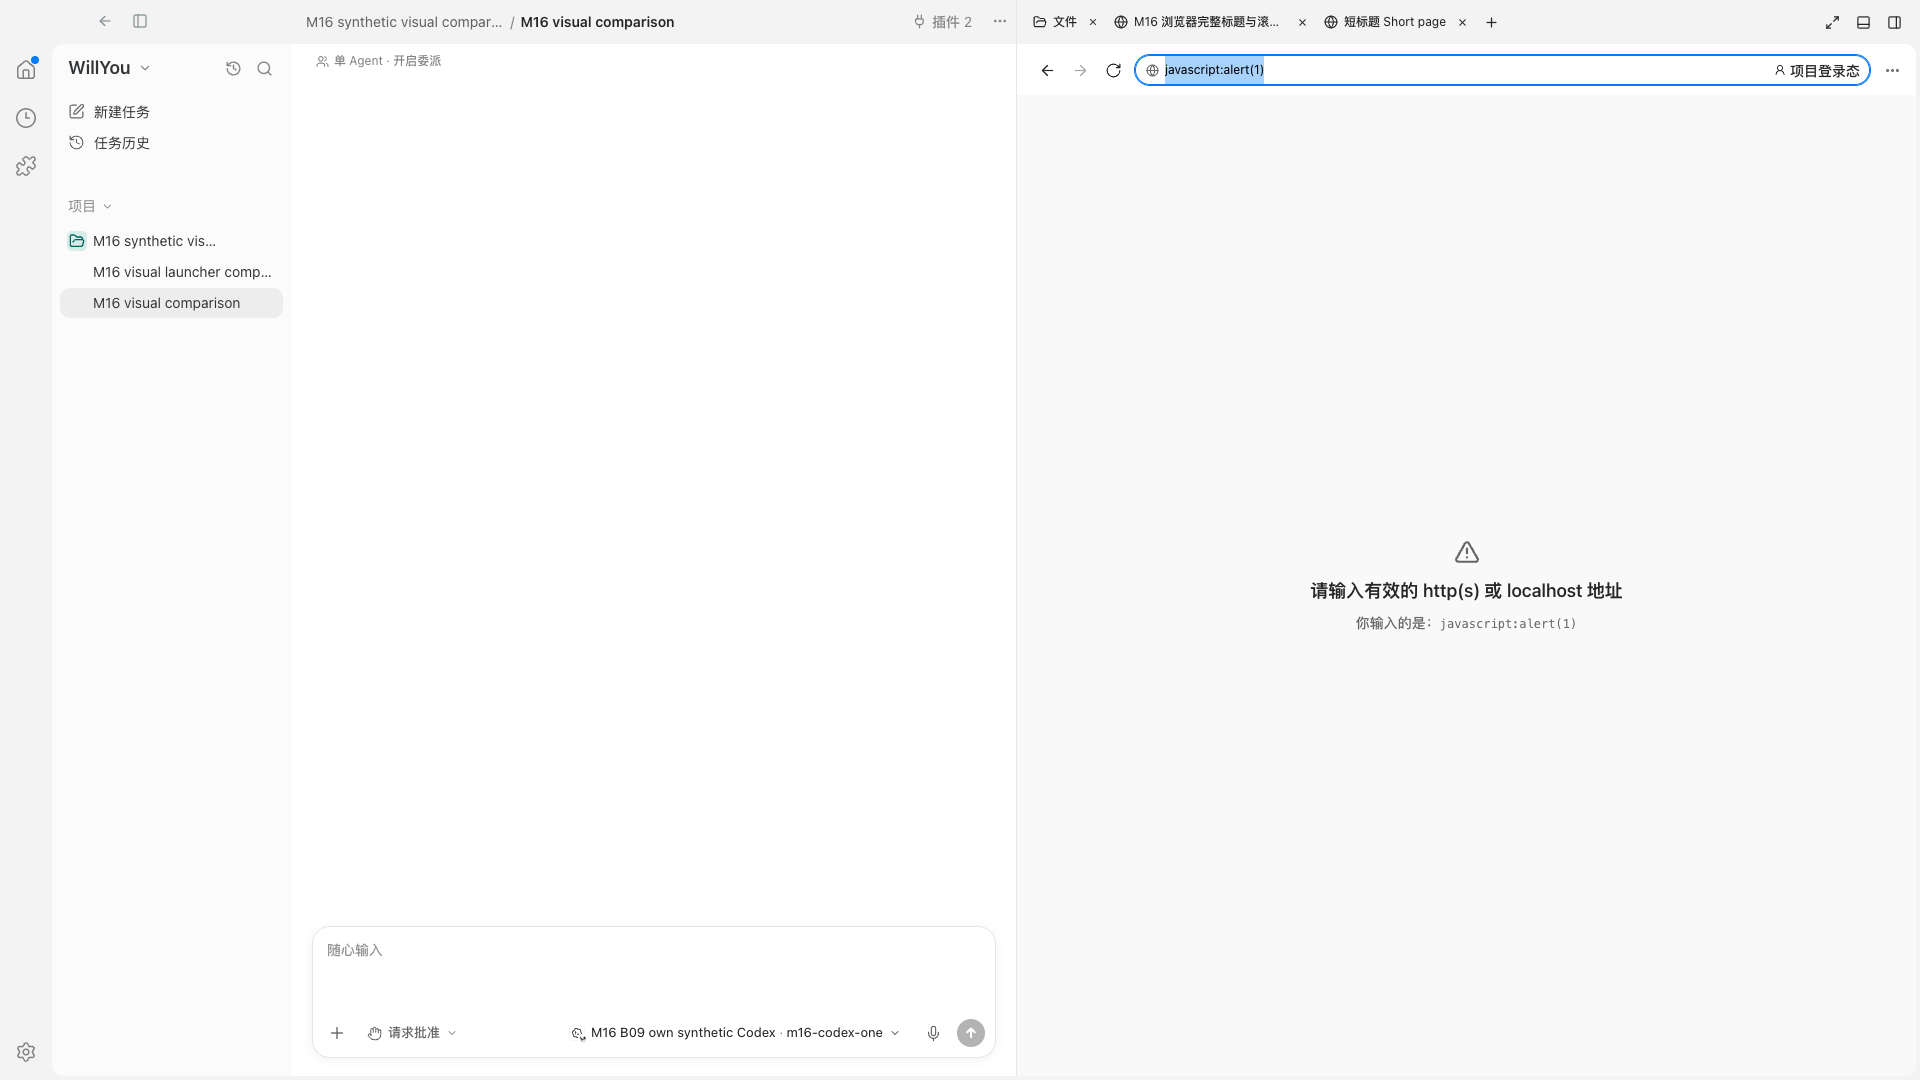 M16 synthetic visual compar... / M16 visual comparison
插件 2
文件
M16 浏览器完整标题与滚...
短标题 Short page
WillYou
新建任务
任务历史
项目
M16 synthetic vis...
M16 visual launcher comp...
M16 visual comparison
单 Agent · 开启委派
javascript:alert(1)
项目登录态
请输入有效的 http(s) 或 localhost 地址
你输入的是: javascript:alert(1)
随心输入
请求批准
M16 B09 own synthetic Codex · m16-codex-one